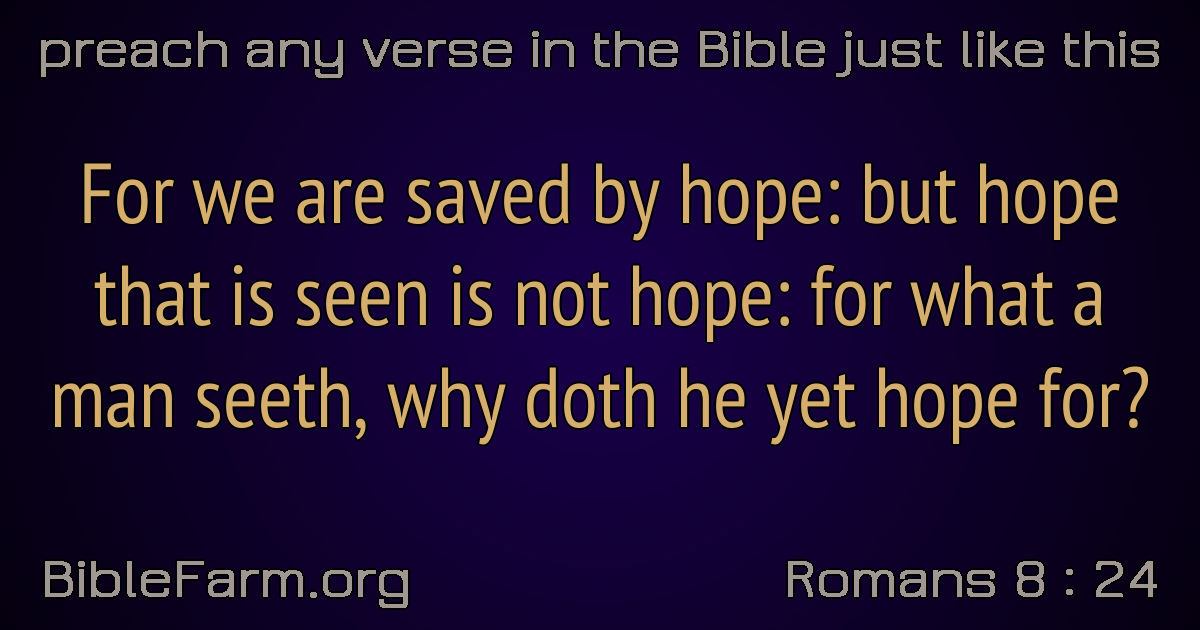 preach any verse in the Bible just like this
For we are saved by hope: but hope
that is seen is not hope: for what a
man seeth, why doth he yet hope for?
BibleFarm.org
Romans 8 : 24